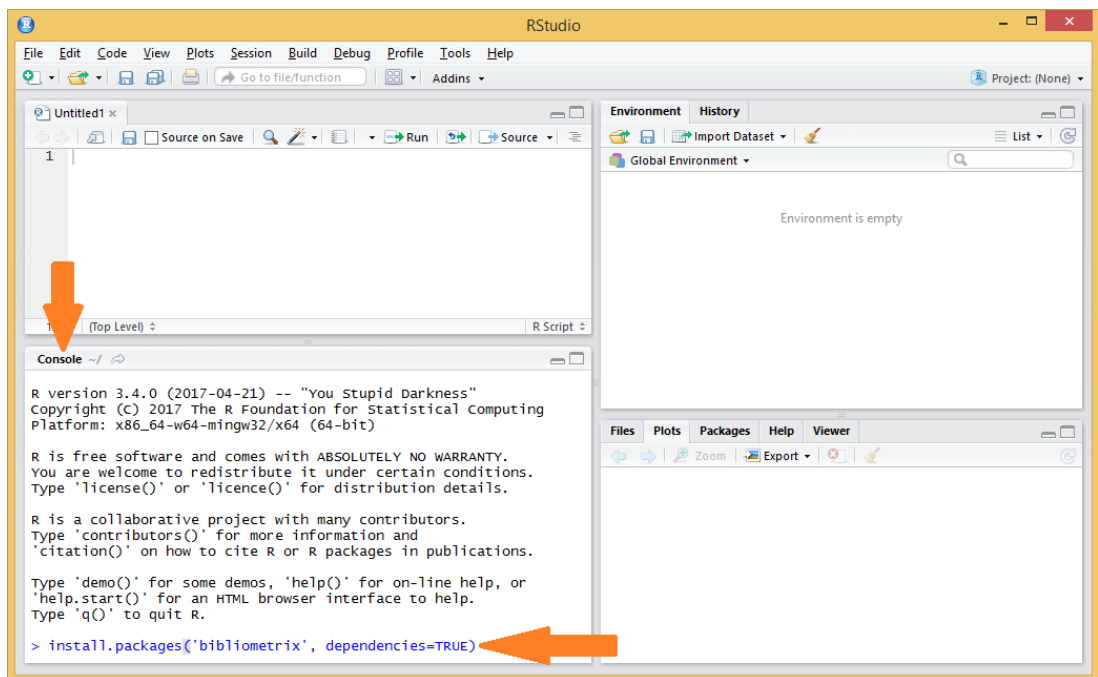 RStudio
File Edit Code View Plots Session Build Debug Profile Tools Help
Go to file/function Addins Project: (None)
Untitled1
Source on Save Run Source
1
(Top Level) R Script
Console ~/
R version 3.4.0 (2017-04-21) -- "You Stupid Darkness"
Copyright (C) 2017 The R Foundation for Statistical Computing
Platform: x86_64-w64-mingw32/x64 (64-bit)
R is free software and comes with ABSOLUTELY NO WARRANTY.
You are welcome to redistribute it under certain conditions.
Type 'license()' or 'licence()' for distribution details.
R is a collaborative project with many contributors.
Type 'contributors()' for more information and
'citation()' on how to cite R or R packages in publications.
Type 'demo()' for some demos, 'help()' for on-line help, or
'help.start()' for an HTML browser interface to help.
Type 'q()' to quit R.
> install.packages('bibliometrix', dependencies=TRUE)
Environment History
Import Dataset List
Global Environment
Environment is empty
Files Plots Packages Help Viewer
Zoom Export